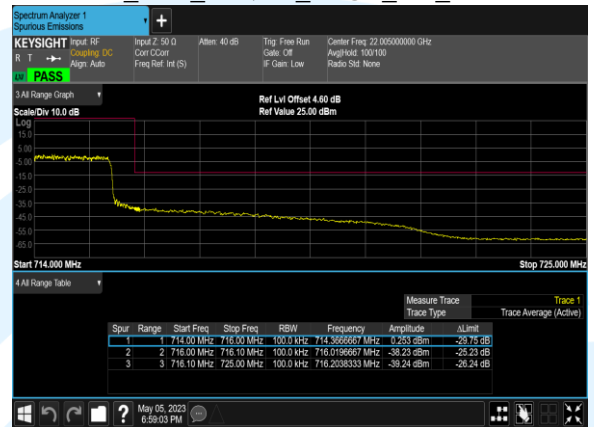 Spectrum Analyzer 1
Spurious Emissions
KEYSIGHT Input: RF
R T Coupling: DC
Align: Auto
LV PASS
Input Z: 50 Ω
Corr CCorr
Freq Ref: Int (S)
Atten: 40 dB
Trig: Free Run
Gate: Off
IF Gain: Low
Center Freq: 22.005000000 GHz
Avg|Hold: 100/100
Radio Std: None
3 All Range Graph
Scale/Div 10.0 dB
Ref Lvl Offset 4.60 dB
Ref Value 25.00 dBm
Log
15.0
5.00
-5.00
-15.0
-25.0
-35.0
-45.0
-55.0
-65.0
Start 714.000 MHz
Stop 725.000 MHz
4 All Range Table
Measure Trace Trace 1
Trace Type Trace Average (Active)
Spur Range Start Freq Stop Freq RBW Frequency Amplitude ΔLimit
1 1 714.00 MHz 716.00 MHz 100.0 kHz 714.3666667 MHz 0.253 dBm -29.75 dB
2 2 716.00 MHz 716.10 MHz 100.0 kHz 716.0196667 MHz -38.23 dBm -25.23 dB
3 3 716.10 MHz 725.00 MHz 100.0 kHz 716.2038333 MHz -39.24 dBm -26.24 dB
?
May 05, 2023
6:59:03 PM